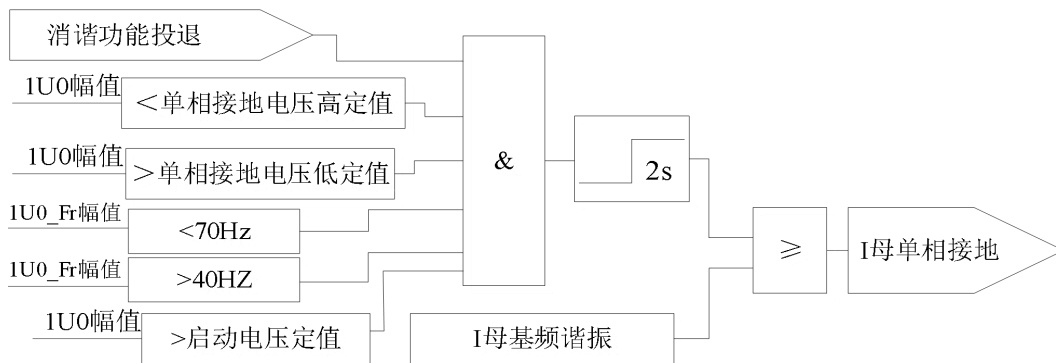 消谐功能投退
1U0幅值
<单相接地电压高定值
1U0幅值
>单相接地电压低定值
1U0_Fr幅值
<70Hz
1U0_Fr幅值
>40HZ
1U0幅值
>启动电压定值
&
2s
I母基频谐振
≥
I母单相接地